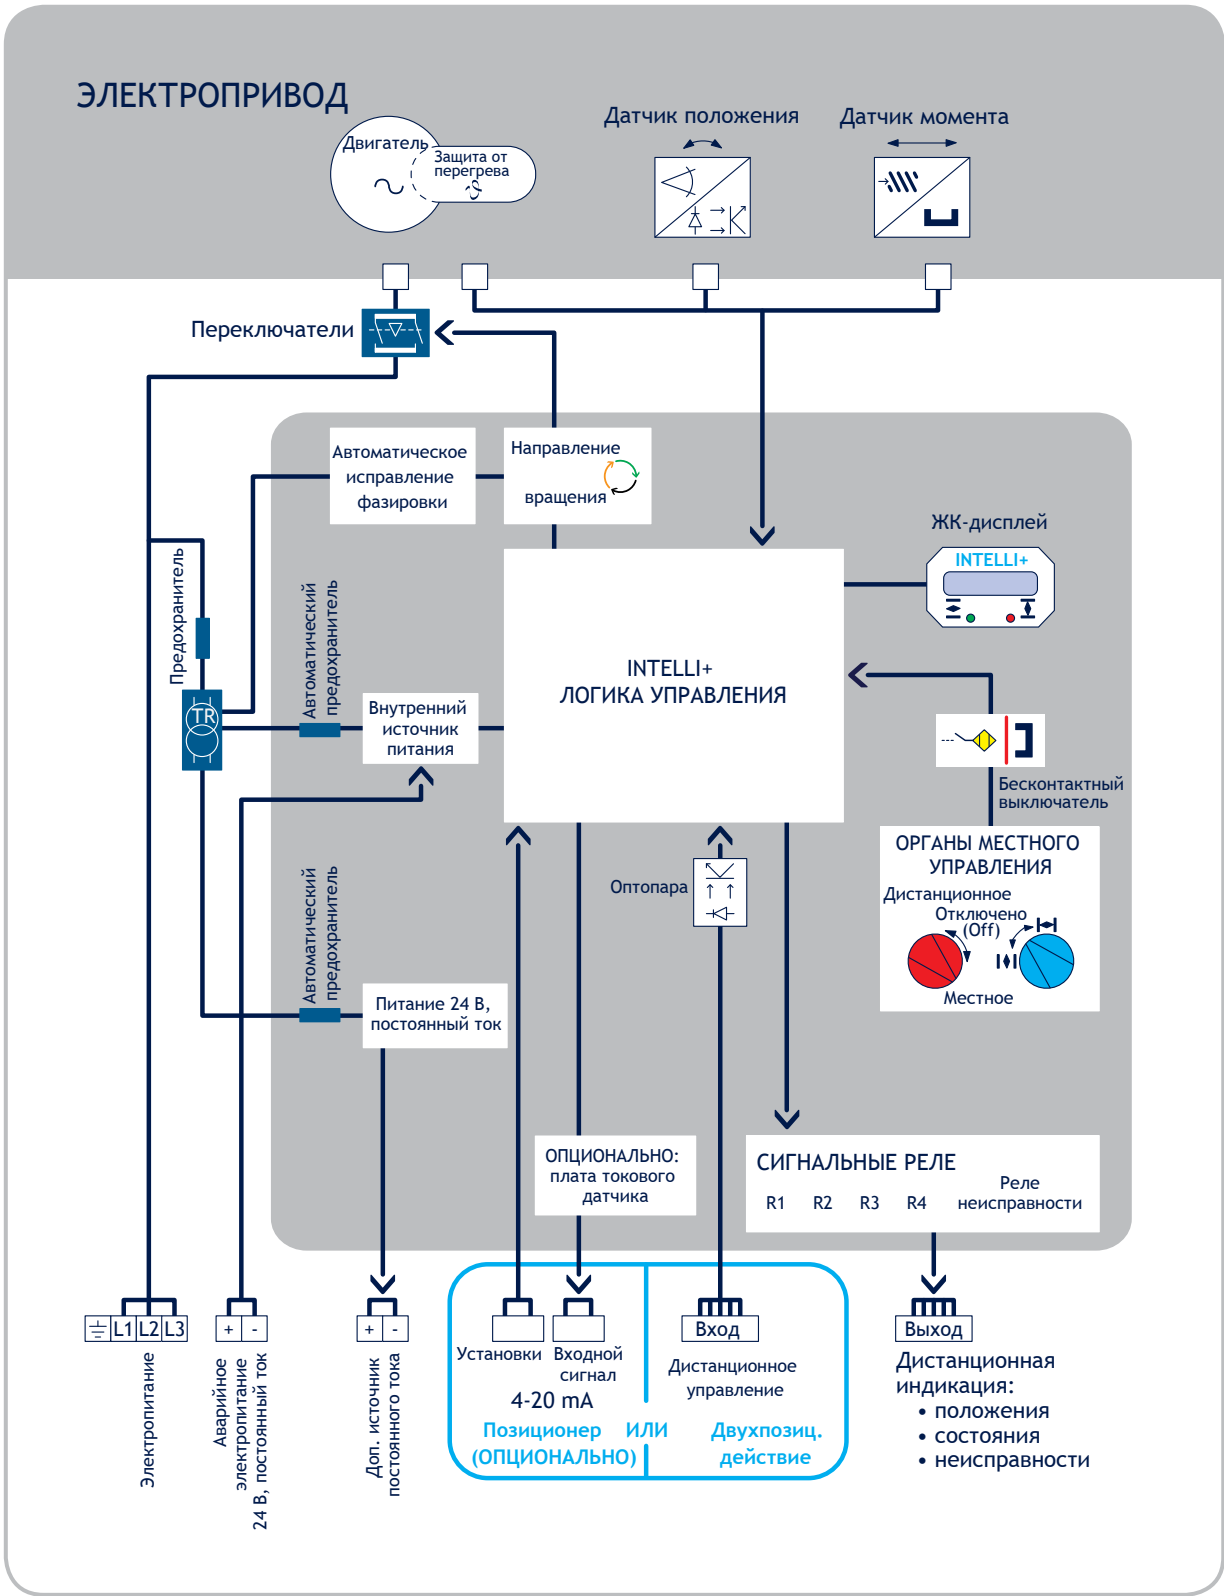 ЭЛЕКТРОПРИВОД
Двигатель
Защита от
перегрева
Датчик положения
Датчик момента
Переключатели
Автоматическое
исправление
фазировки
Направление
вращения
ЖК-дисплей
INTELLI+
Предохранитель
Автоматический
предохранитель
TR
Внутренний
источник
питания
INTELLI+
ЛОГИКА УПРАВЛЕНИЯ
Бесконтактный
выключатель
ОРГАНЫ МЕСТНОГО
УПРАВЛЕНИЯ
Дистанционное
Отключено
(Off)
Местное
Оптопара
Автоматический
предохранитель
Питание 24 В,
постоянный ток
ОПЦИОНАЛЬНО:
плата токового
датчика
СИГНАЛЬНЫЕ РЕЛЕ
R1 R2 R3 R4
Реле
неисправности
L1 L2 L3
+ -
+ -
Вход
Выход
Электропитание
Аварийное
электропитание
24 В, постоянный ток
Доп. источник
постоянного тока
Установки
Входной
сигнал
4-20 mA
Дистанционное
управление
Позиционер
(ОПЦИОНАЛЬНО)
ИЛИ
Двухпозиц.
действие
Дистанционная
индикация:
• положения
• состояния
• неисправности